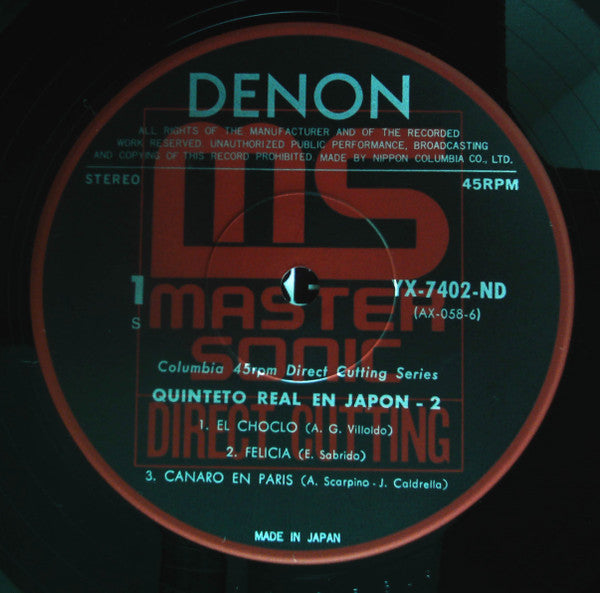 DENON
ALL RIGHTS OF THE MANUFACTURER AND OF THE RECORDED
WORK RESERVED. UNAUTHORIZED PUBLIC PERFORMANCE, BROADCASTING
AND COPYING OF THIS RECORD PROHIBITED. MADE BY NIPPON COLUMBIA CO., LTD.
STEREO 45RPM
MS
1 YX-7402-ND
S (AX-058-6)
MASTER
SONIC
Columbia 45rpm Direct Cutting Series
QUINTETO REAL EN JAPON - 2
DIRECT CUTTING
1. EL CHOCLO (A. G. Villoldo)
2. FELICIA (E. Sabrido)
3. CANARO EN PARIS (A. Scarpino - J. Caldrella)
MADE IN JAPAN